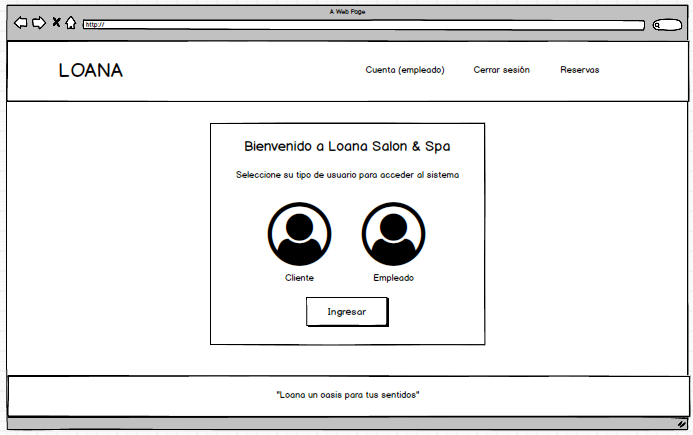 A Web Page
http://
LOANA
Cuenta (empleado) Cerrar sesión Reservas
Bienvenido a Loana Salon & Spa
Seleccione su tipo de usuario para acceder al sistema
Cliente Empleado
Ingresar
"Loana un oasis para tus sentidos"